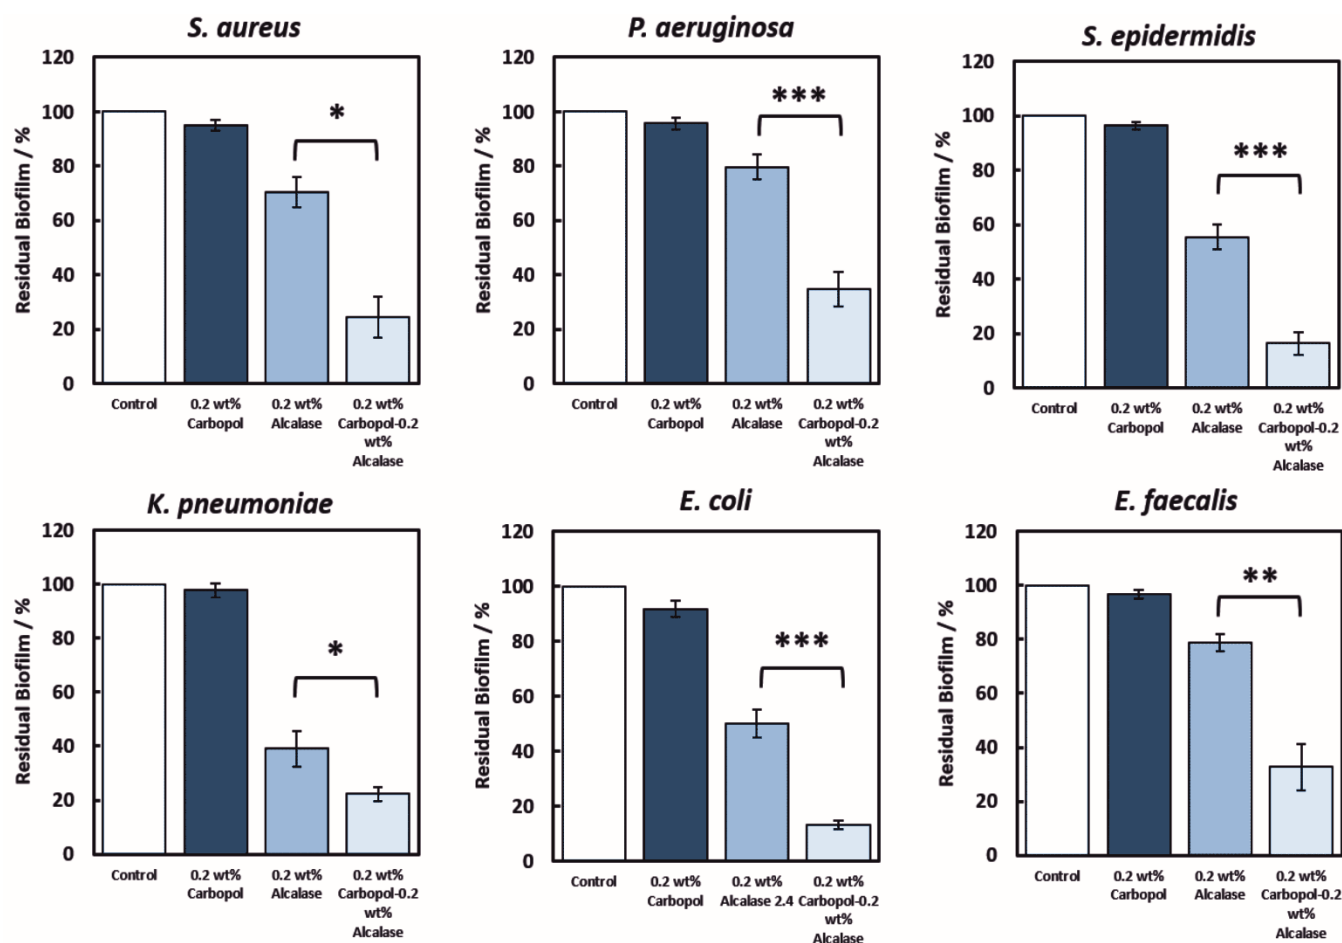 S. aureus
120
100
80
60
40
20
0
Residual Biofilm / %
*
Control
0.2 wt%
Carbopol
0.2 wt%
Alcalase
0.2 wt%
Carbopol-0.2
wt%
Alcalase
P. aeruginosa
120
100
80
60
40
20
0
Residual Biofilm / %
***
Control
0.2 wt%
Carbopol
0.2 wt%
Alcalase
0.2 wt%
Carbopol-0.2
wt%
Alcalase
S. epidermidis
120
100
80
60
40
20
0
Residual Biofilm / %
***
Control
0.2 wt%
Carbopol
0.2 wt%
Alcalase
0.2 wt%
Carbopol-0.2
wt%
Alcalase
K. pneumoniae
120
100
80
60
40
20
0
Residual Biofilm / %
*
Control
0.2 wt%
Carbopol
0.2 wt%
Alcalase
0.2 wt%
Carbopol-0.2
wt%
Alcalase
E. coli
120
100
80
60
40
20
0
Residual Biofilm / %
***
Control
0.2 wt%
Carbopol
0.2 wt%
Alcalase 2.4
0.2 wt%
Carbopol-0.2
wt%
Alcalase
E. faecalis
120
100
80
60
40
20
0
Residual Biofilm / %
**
Control
0.2 wt%
Carbopol
0.2 wt%
Alcalase
0.2 wt%
Carbopol-0.2
wt%
Alcalase